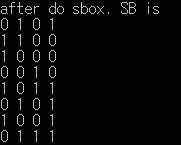 after do sbox. SB is
0 1 0 1
1 1 0 0
1 0 0 0
0 0 1 0
1 0 1 1
0 1 0 1
1 0 0 1
0 1 1 1